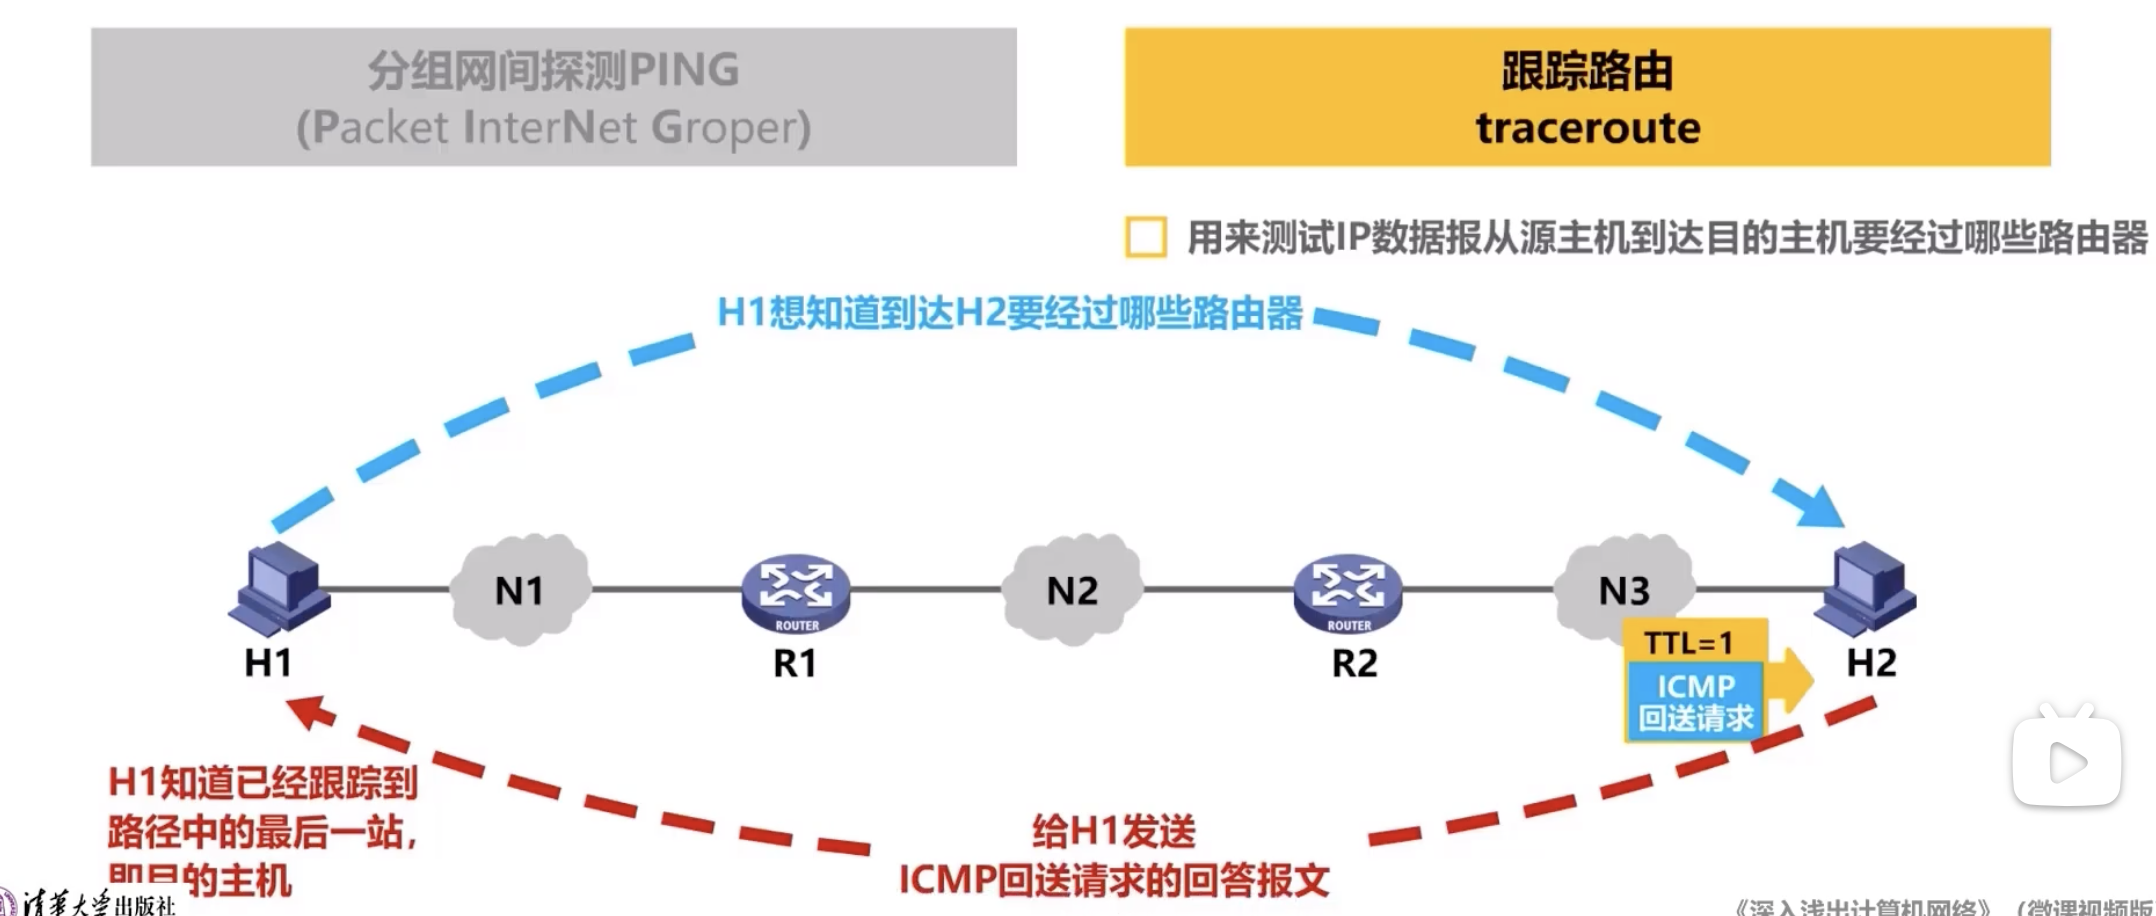 分组网间探测PING
(Packet InterNet Groper)
跟踪路由
traceroute
用来测试IP数据报从源主机到达目的主机要经过哪些路由器
H1想知道到达H2要经过哪些路由器
N1
N2
N3
ROUTER
ROUTER
TTL=1
ICMP
回送请求
H1
R1
R2
H2
H1知道已经跟踪到
路径中的最后一站，
即目的主机
给H1发送
ICMP回送请求的回答报文
清华大学出版社
《深入浅出计算机网络》（微课视频版